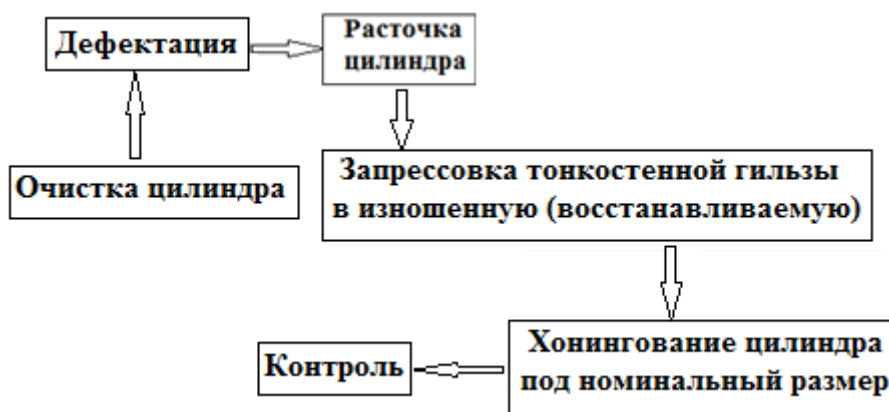 Дефектация
Расточка
цилиндра
Очистка цилиндра
Запрессовка тонкостенной гильзы
в изношенную (восстанавливаемую)
Хонингование цилиндра
под номинальный размер
Контроль